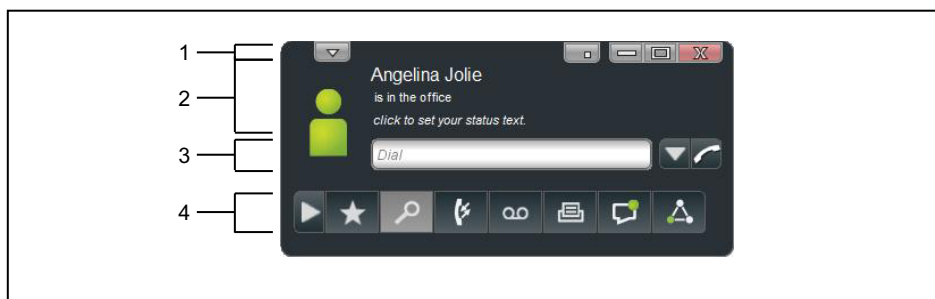 1
2
3
4
Angelina Jolie
is in the office
click to set your status text.
Dial
X